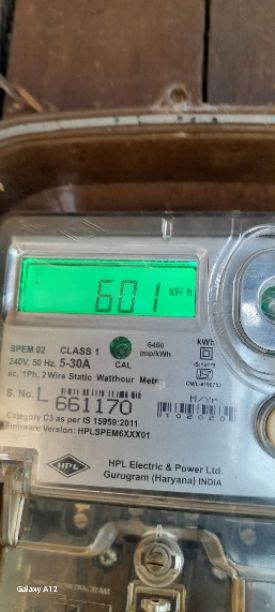 601 kWh
SPEM 02 CLASS 1
CAL
6400 imp/kWh
kWh
240V, 50 Hz, 5-30A
ac, 1Ph, 2 Wire Static Watthour Meter
S. No. L 661170
M/Yr
Category C3 as per IS 15959:2011
Firmware Version: HPLSPEM6XXX01
HPL
HPL Electric & Power Ltd.
Gurugram (Haryana) INDIA
Galaxy A12